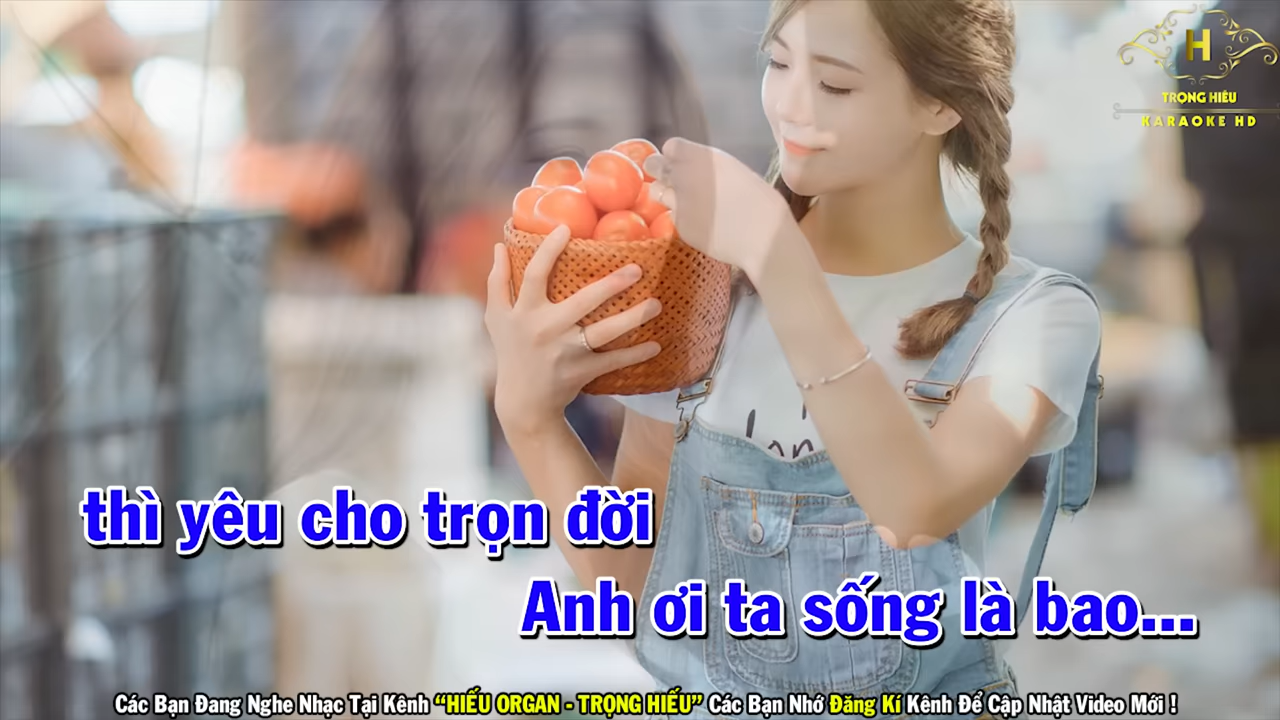 H
TRỌNG HIẾU
KARAOKE HD
thì yêu cho trọn đời
Anh ơi ta sống là bao...
Các Bạn Đang Nghe Nhạc Tại Kênh “HIẾU ORGAN - TRỌNG HIẾU” Các Bạn Nhớ Đăng Kí Kênh Để Cập Nhật Video Mới !